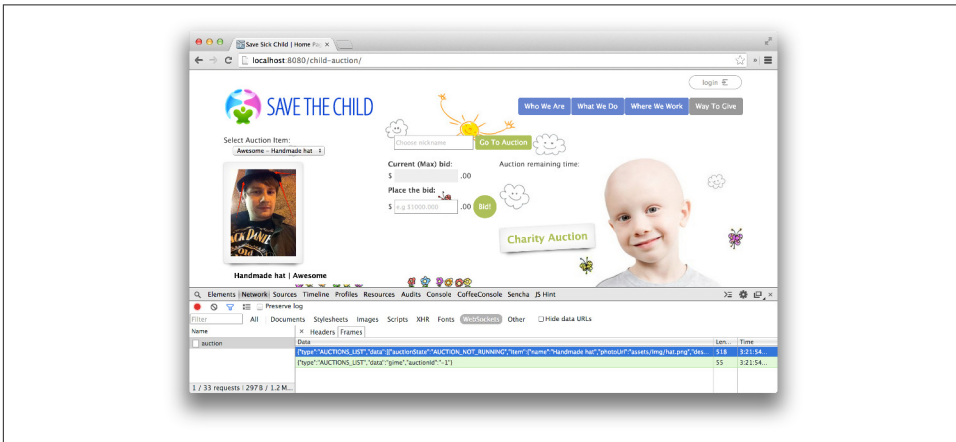 Save Sick Child | Home Pag ×
localhost:8080/child-auction/
login
SAVE THE CHILD
Who We Are What We Do Where We Work Way To Give
Select Auction Item:
Awesome - Handmade hat
Choose nickname Go To Auction
Current (Max) bid: Auction remaining time:
$ .00
Place the bid:
$ e.g $1000.000 .00 Bid!
JACK DANIE
Old
Charity Auction
Handmade hat | Awesome
Elements Network Sources Timeline Profiles Resources Audits Console CoffeeConsole Sencha JS Hint
Preserve log
Filter All Documents Stylesheets Images Scripts XHR Fonts WebSockets Other Hide data URLs
Name × Headers Frames
auction Data Len... Time
{"type":"AUCTIONS_LIST","data":[{"auctionState":"AUCTION_NOT_RUNNING","item":{"name":"Handmade hat","photoUrl":"assets/img/hat.png","des... 518 3:21:54...
{"type":"AUCTIONS_LIST","data":"gime","auctionId":"-1"} 55 3:21:54...
1 / 33 requests | 297 B / 1.2 M...